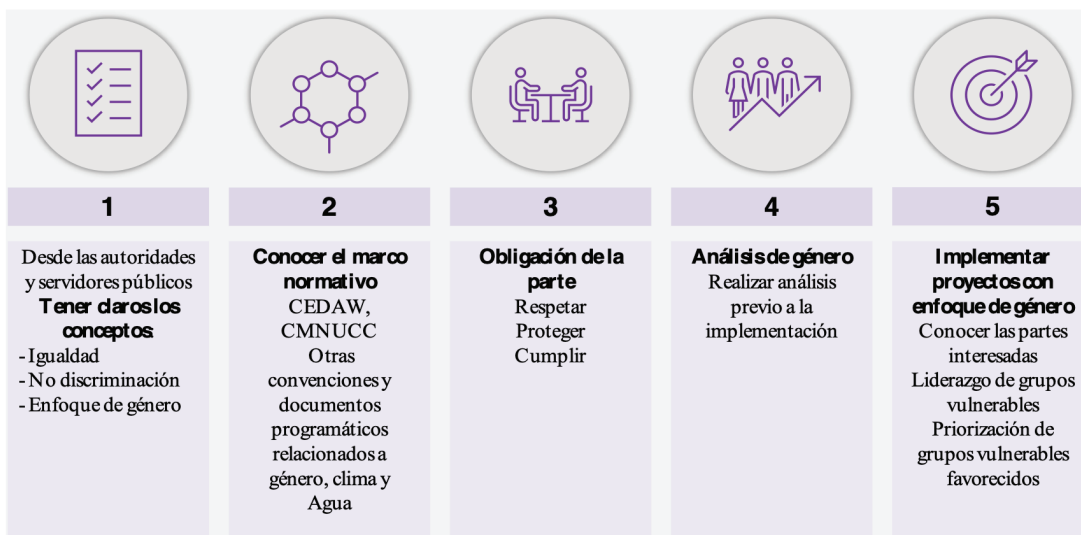 1
Desde las autoridades
y servidores públicos
Tener claros los
conceptos:
- Igualdad
- No discriminación
- Enfoque de género
2
Conocer el marco
normativo
CEDAW,
CMNUCC
Otras
convenciones y
documentos
programáticos
relacionados a
género, clima y
Agua
3
Obligación de la
parte
Respetar
Proteger
Cumplir
4
Análisis de género
Realizar análisis
previo a la
implementación
5
Implementar
proyectos con
enfoque de género
Conocer las partes
interesadas
Liderazgo de grupos
vulnerables
Priorización de
grupos vulnerables
favorecidos